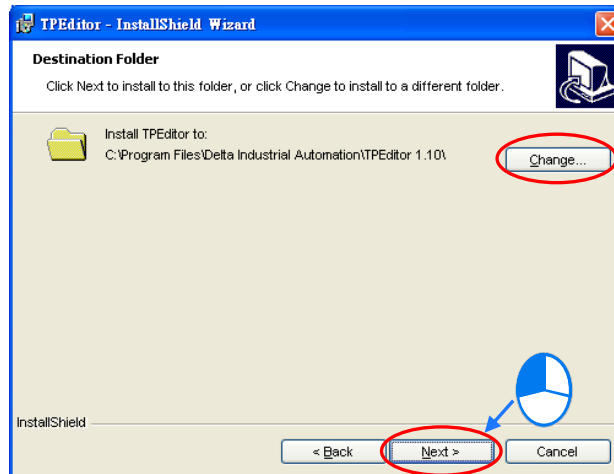 TPEditor - InstallShield Wizard
Destination Folder
Click Next to install to this folder, or click Change to install to a different folder.
Install TPEditor to:
C:\Program Files\Delta Industrial Automation\TPEditor 1.10\
Change...
InstallShield
< Back
Next >
Cancel